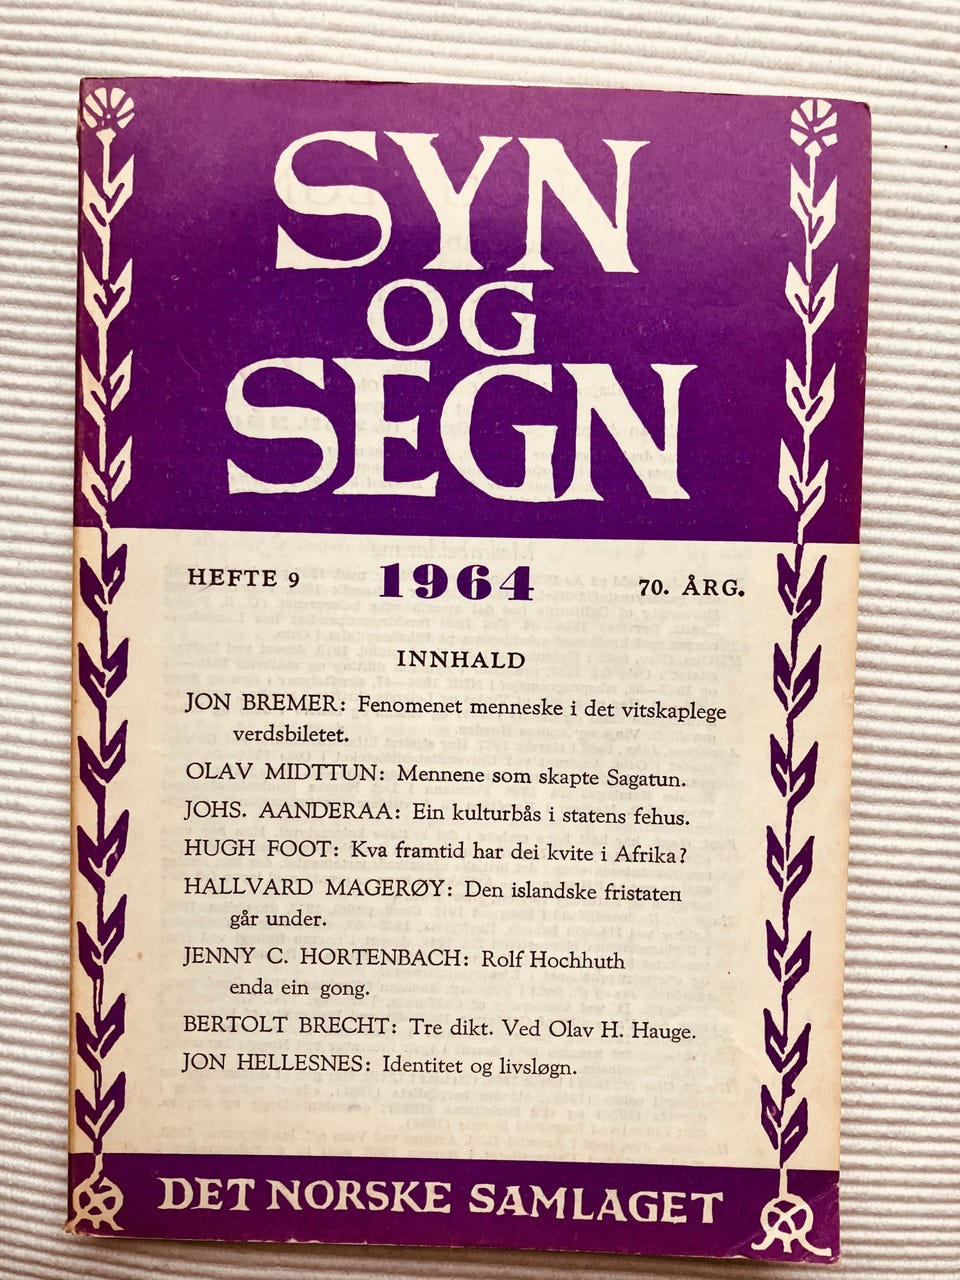 SYN
OG
SEGN
HEFTE 9 1964 70. ÅRG.
INNHALD
JON BREMER: Fenomenet menneske i det vitskaplege
verdsbiletet.
OLAV MIDTTUN: Mennene som skapte Sagatun.
JOHS. AANDERAA: Ein kulturbås i statens fehus.
HUGH FOOT: Kva framtid har dei kvite i Afrika?
HALLVARD MAGERØY: Den islandske fristaten
går under.
JENNY C. HORTENBACH: Rolf Hochhuth
enda ein gong.
BERTOLT BRECHT: Tre dikt. Ved Olav H. Hauge.
JON HELLESNES: Identitet og livsløgn.
DET NORSKE SAMLAGET